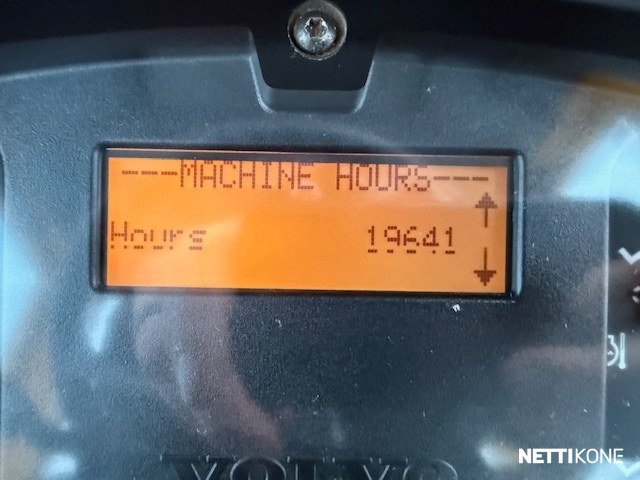 ---MACHINE HOURS---
Hours 19641
VOLVO
NETTIKONE